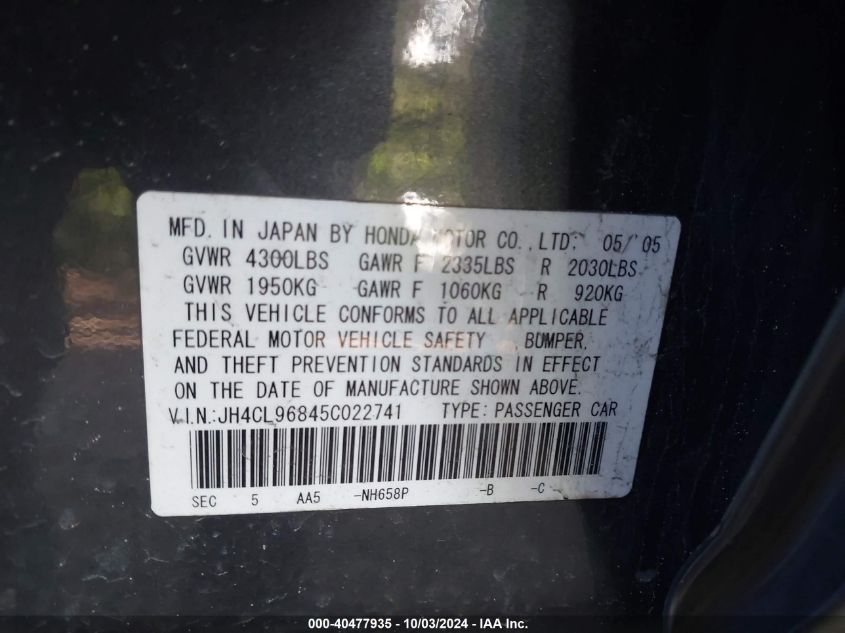 MFD. IN JAPAN BY HONDA MOTOR CO., LTD. 05/ 05
GVWR 4300LBS GAWR F 2335LBS R 2030LBS
GVWR 1950KG GAWR F 1060KG R 920KG
THIS VEHICLE CONFORMS TO ALL APPLICABLE
FEDERAL MOTOR VEHICLE SAFETY BUMPER,
AND THEFT PREVENTION STANDARDS IN EFFECT
ON THE DATE OF MANUFACTURE SHOWN ABOVE.
V.I.N.:JH4CL96845C022741 TYPE: PASSENGER CAR
SEC 5 AA5 -NH658P -B -C
000-40477935 - 10/03/2024 - IAA Inc.